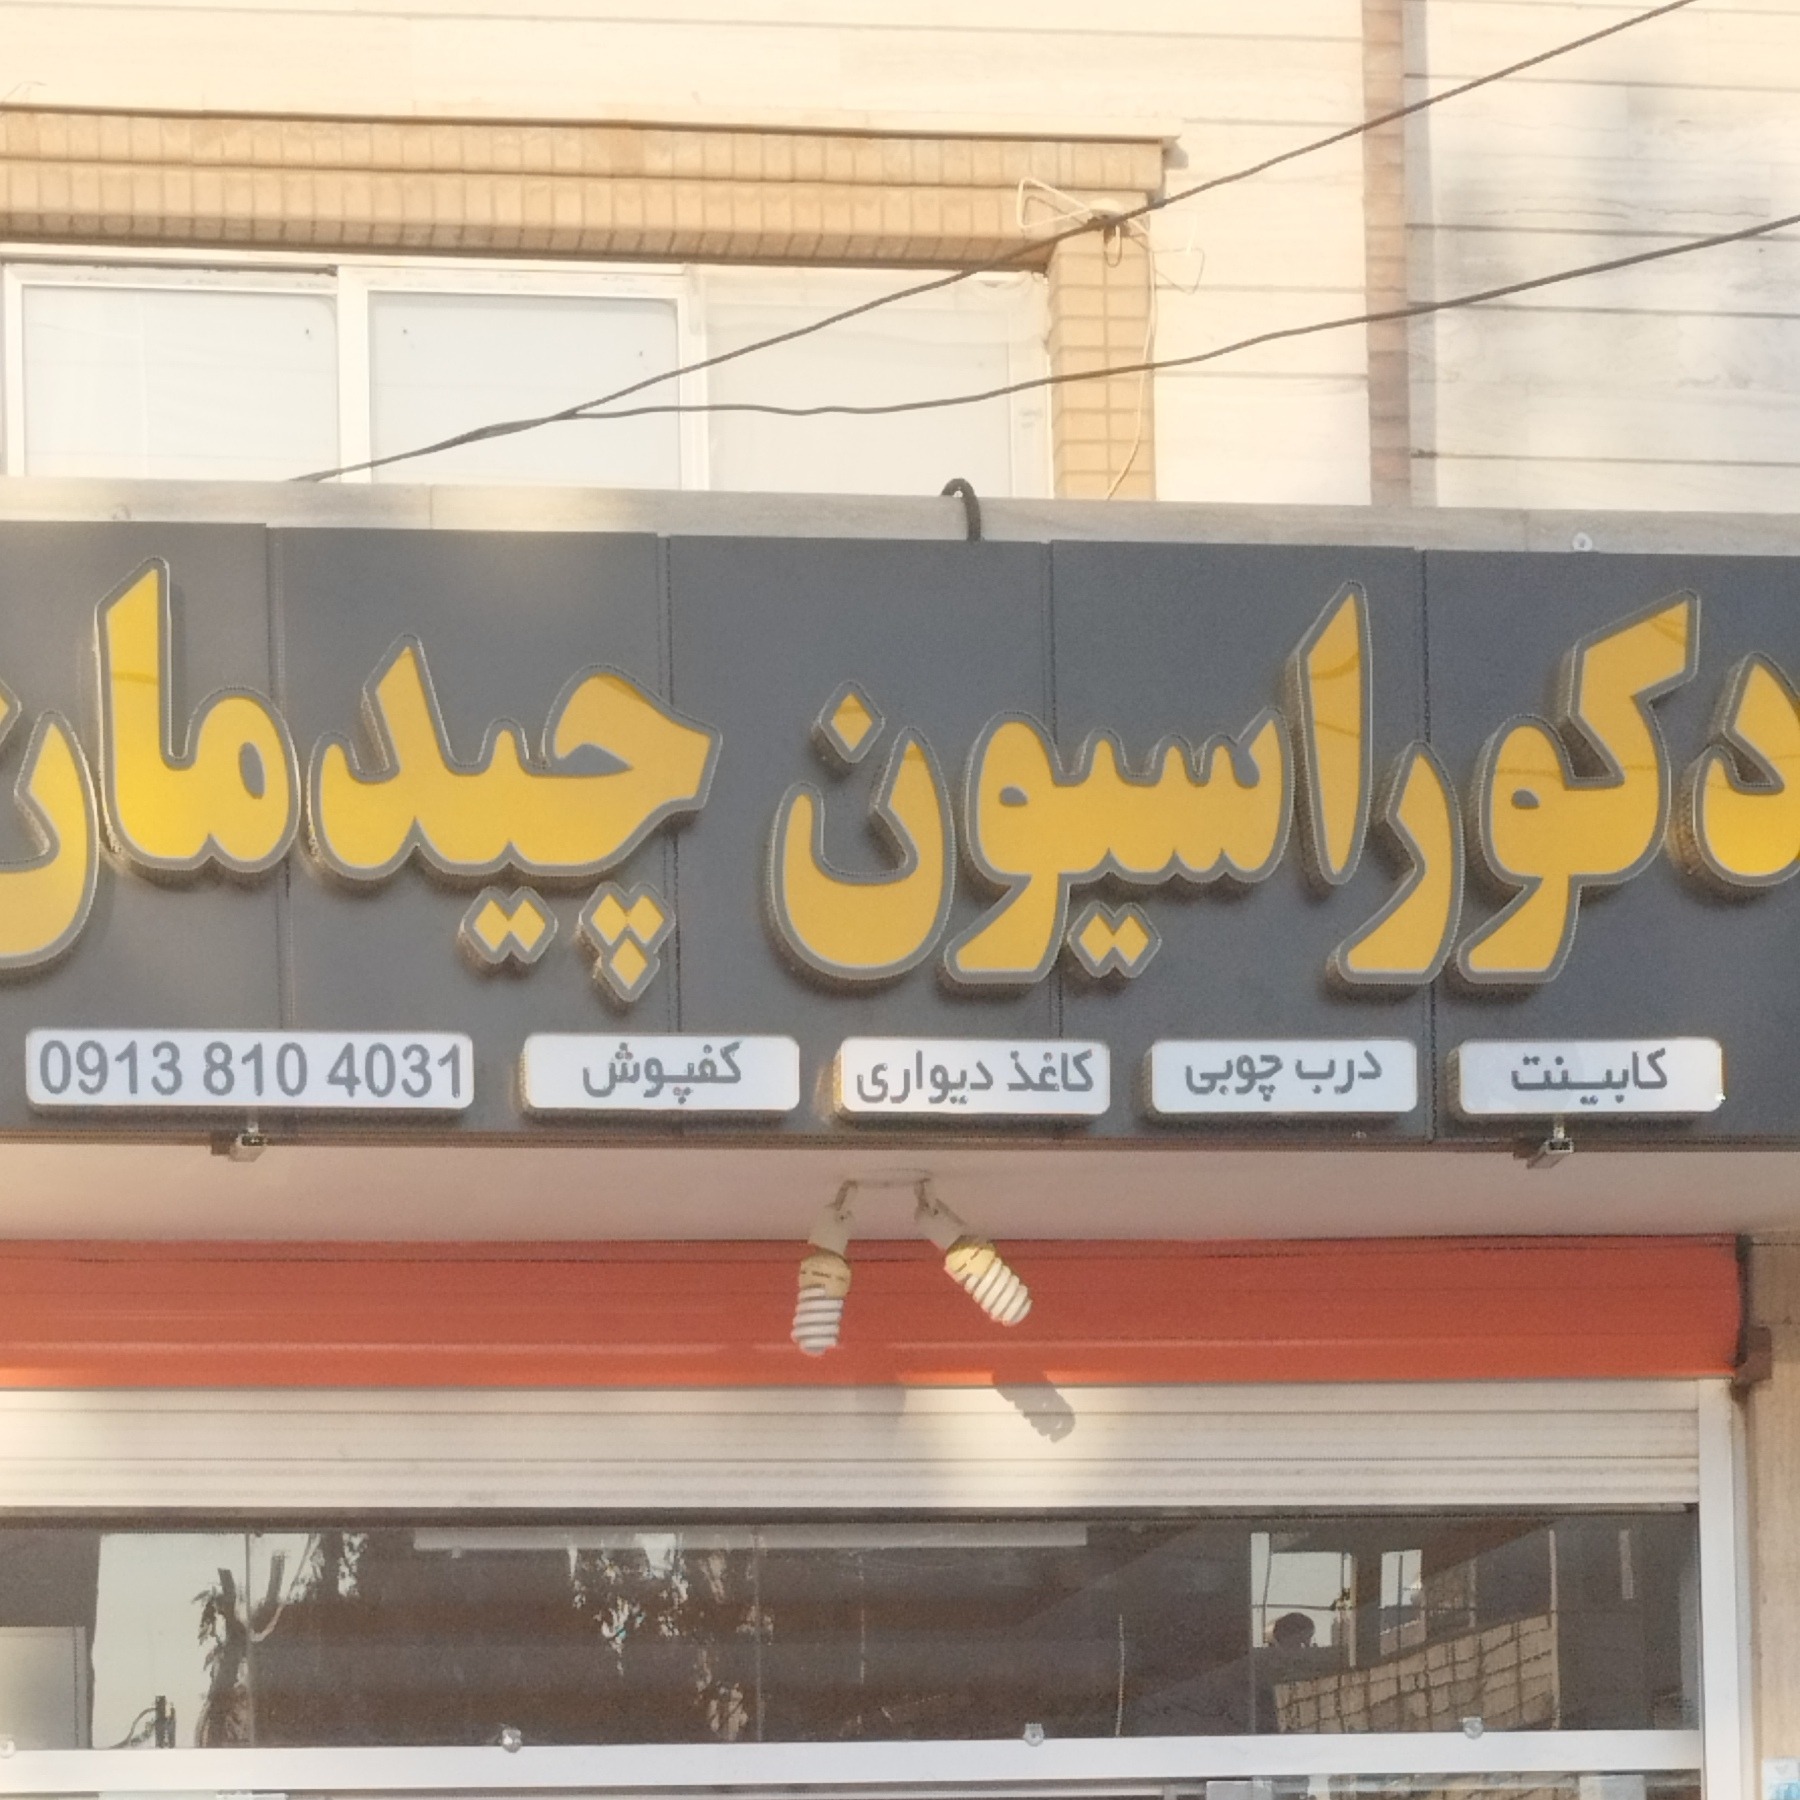 دکوراسیون چیدمان
کابینت
درب چوبی
کاغذ دیواری
کفپوش
0913 810 4031